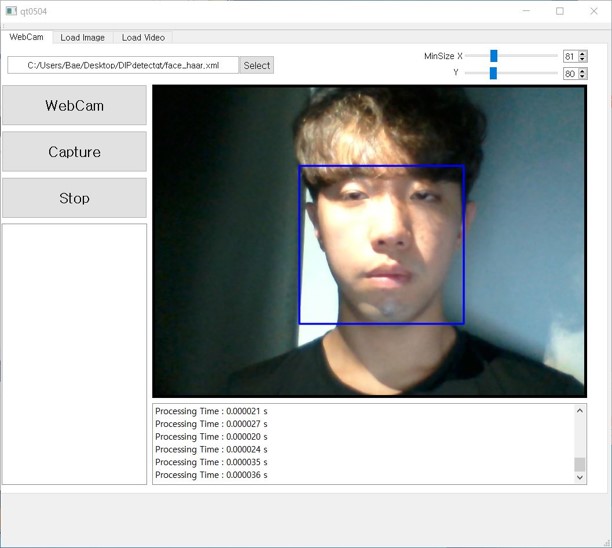 qt0504
WebCam Load Image Load Video
C:/Users/Bae/Desktop/DIPdetectat/face_haar.xml Select
MinSize X 81
Y 80
WebCam
Capture
Stop
Processing Time : 0.000021 s
Processing Time : 0.000027 s
Processing Time : 0.000020 s
Processing Time : 0.000024 s
Processing Time : 0.000035 s
Processing Time : 0.000036 s